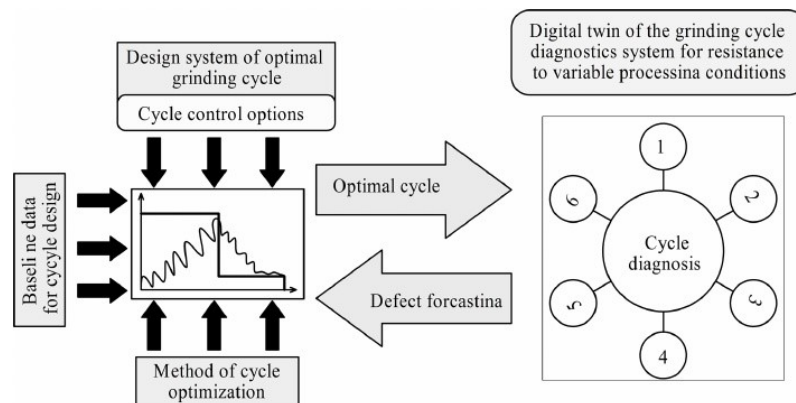 Design system of optimal
grinding cycle
Cycle control options
Baseli ne data
for cycyle design
Method of cycle
optimization
Optimal cycle
Defect forcastina
Digital twin of the grinding cycle
diagnostics system for resistance
to variable processina conditions
1
2
3
4
5
6
Cycle
diagnosis